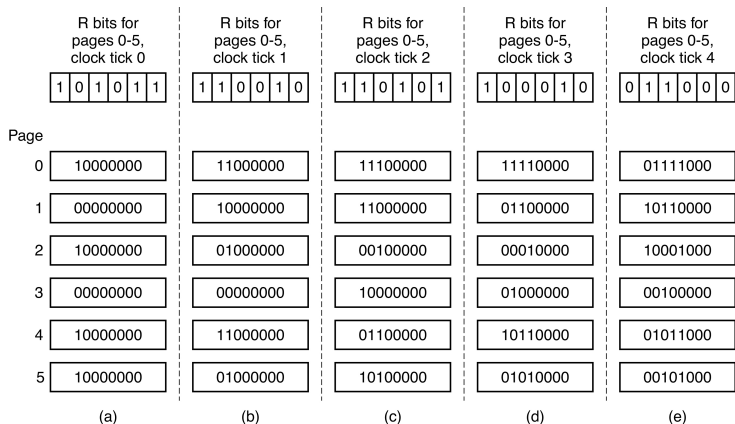 R bits for R bits for R bits for R bits for R bits for
pages 0-5, pages 0-5, pages 0-5, pages 0-5, pages 0-5,
clock tick 0 clock tick 1 clock tick 2 clock tick 3 clock tick 4
1 0 1 0 1 1 1 1 0 0 1 0 1 1 0 1 0 1 1 0 0 0 1 0 0 1 1 0 0 0
Page
0 10000000 11000000 11100000 11110000 01111000
1 00000000 10000000 11000000 01100000 10110000
2 10000000 01000000 00100000 00010000 10001000
3 00000000 00000000 10000000 01000000 00100000
4 10000000 11000000 01100000 10110000 01011000
5 10000000 01000000 10100000 01010000 00101000
(a) (b) (c) (d) (e)